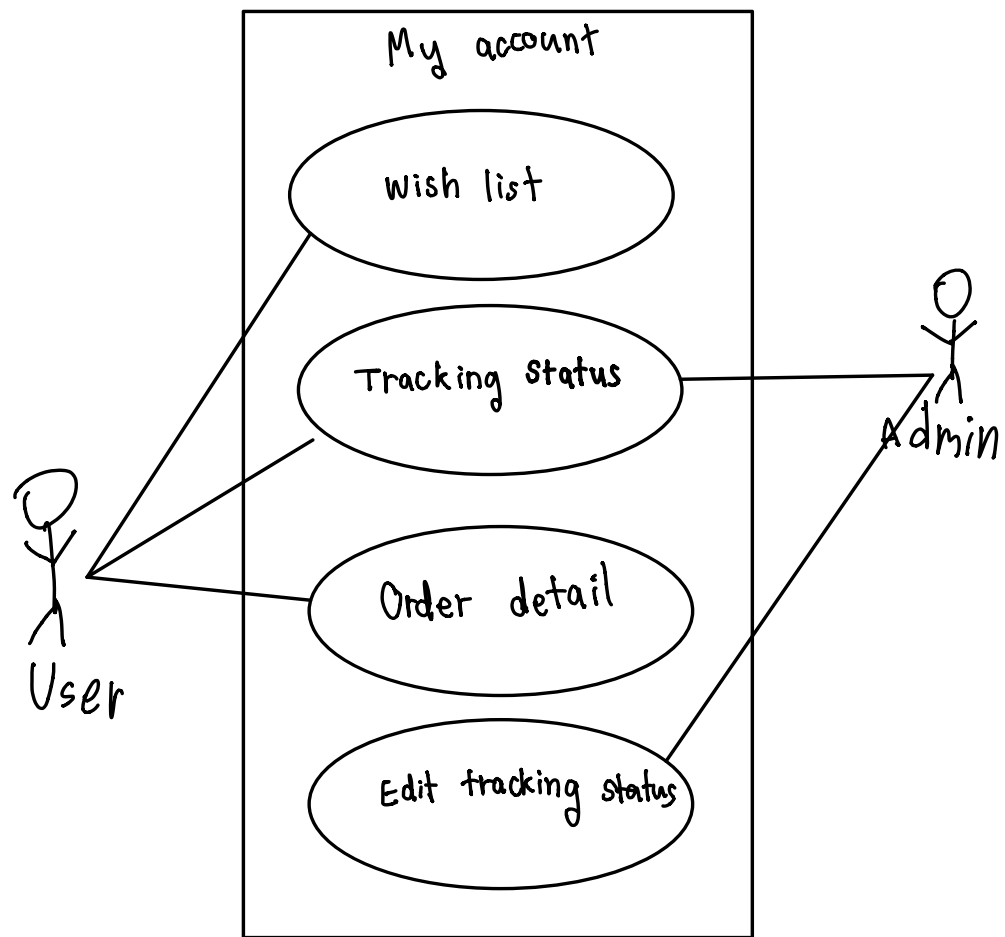 My account
Wish list
Tracking status
Admin
Order detail
User
Edit tracking status